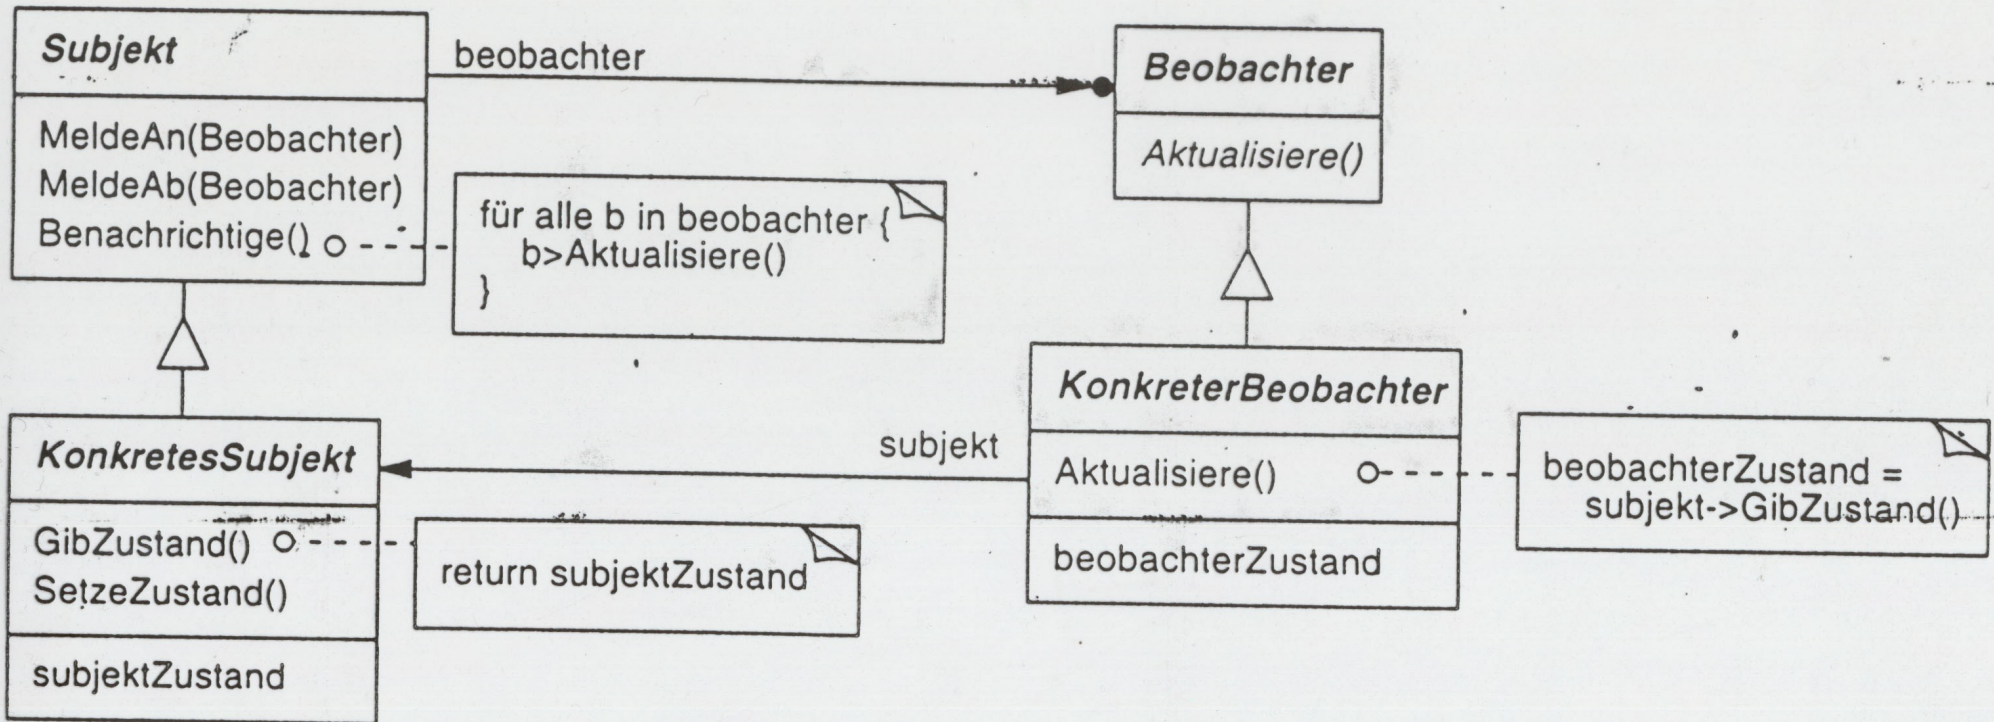 Subjekt
MeldeAn(Beobachter)
MeldeAb(Beobachter)
Benachrichtige()
beobachter
für alle b in beobachter {
b>Aktualisiere()
}
Beobachter
Aktualisiere()
KonkretesSubjekt
GibZustand()
SetzeZustand()
subjektZustand
return subjektZustand
subjekt
KonkreterBeobachter
Aktualisiere()
beobachterZustand
beobachterZustand =
subjekt->GibZustand()